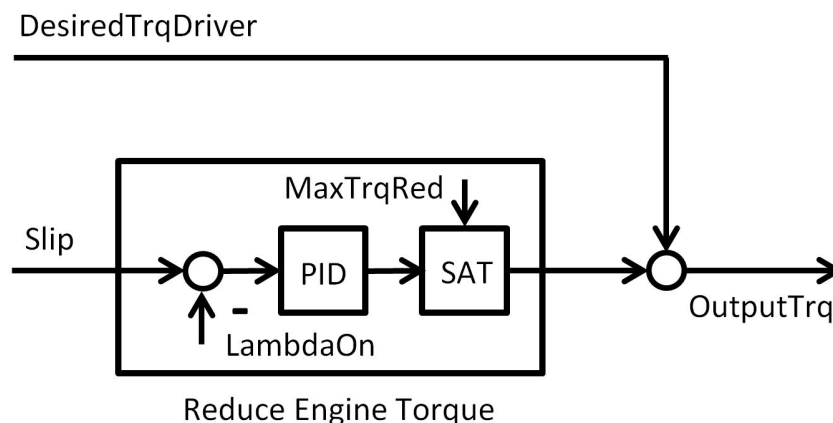 DesiredTrqDriver
MaxTrqRed
Slip
PID
SAT
-
LambdaOn
OutputTrq
Reduce Engine Torque